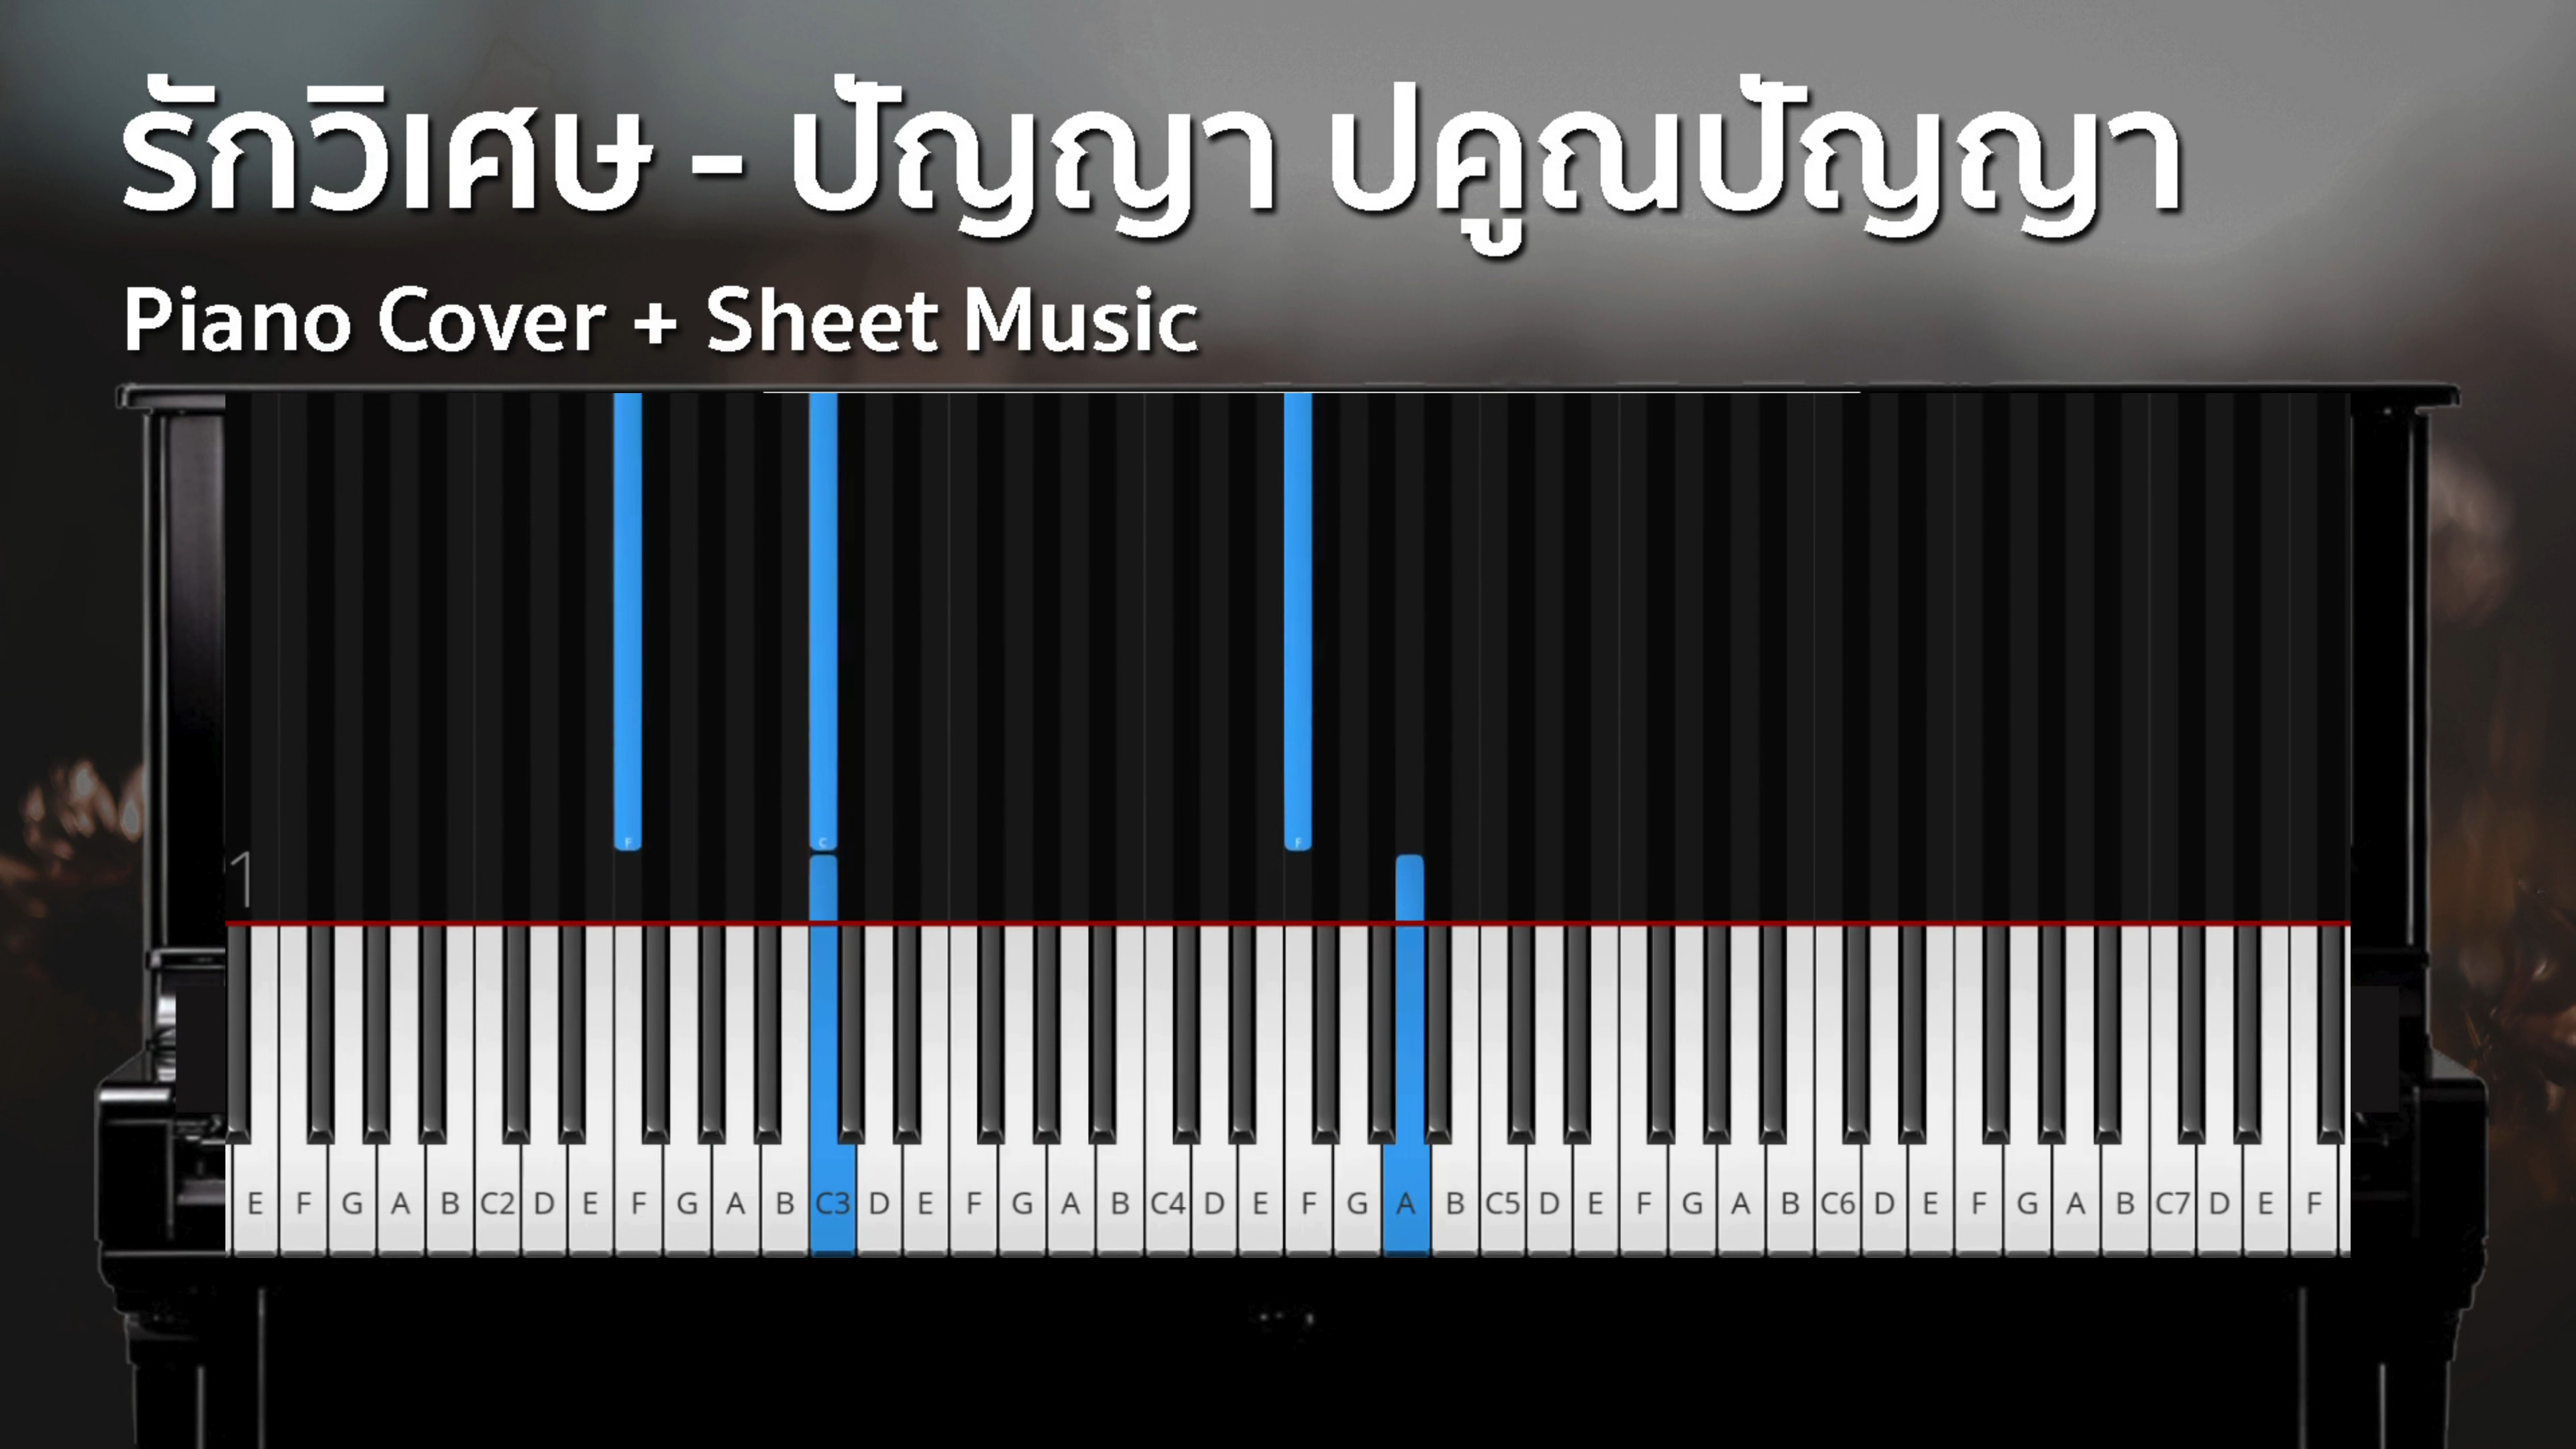 รักวิเศษ - ปัญญา ปคูณปัญญา
Piano Cover + Sheet Music
F C F
1
E F G A B C2 D E F G A B C3 D E F G A B C4 D E F G A B C5 D E F G A B C6 D E F G A B C7 D E F